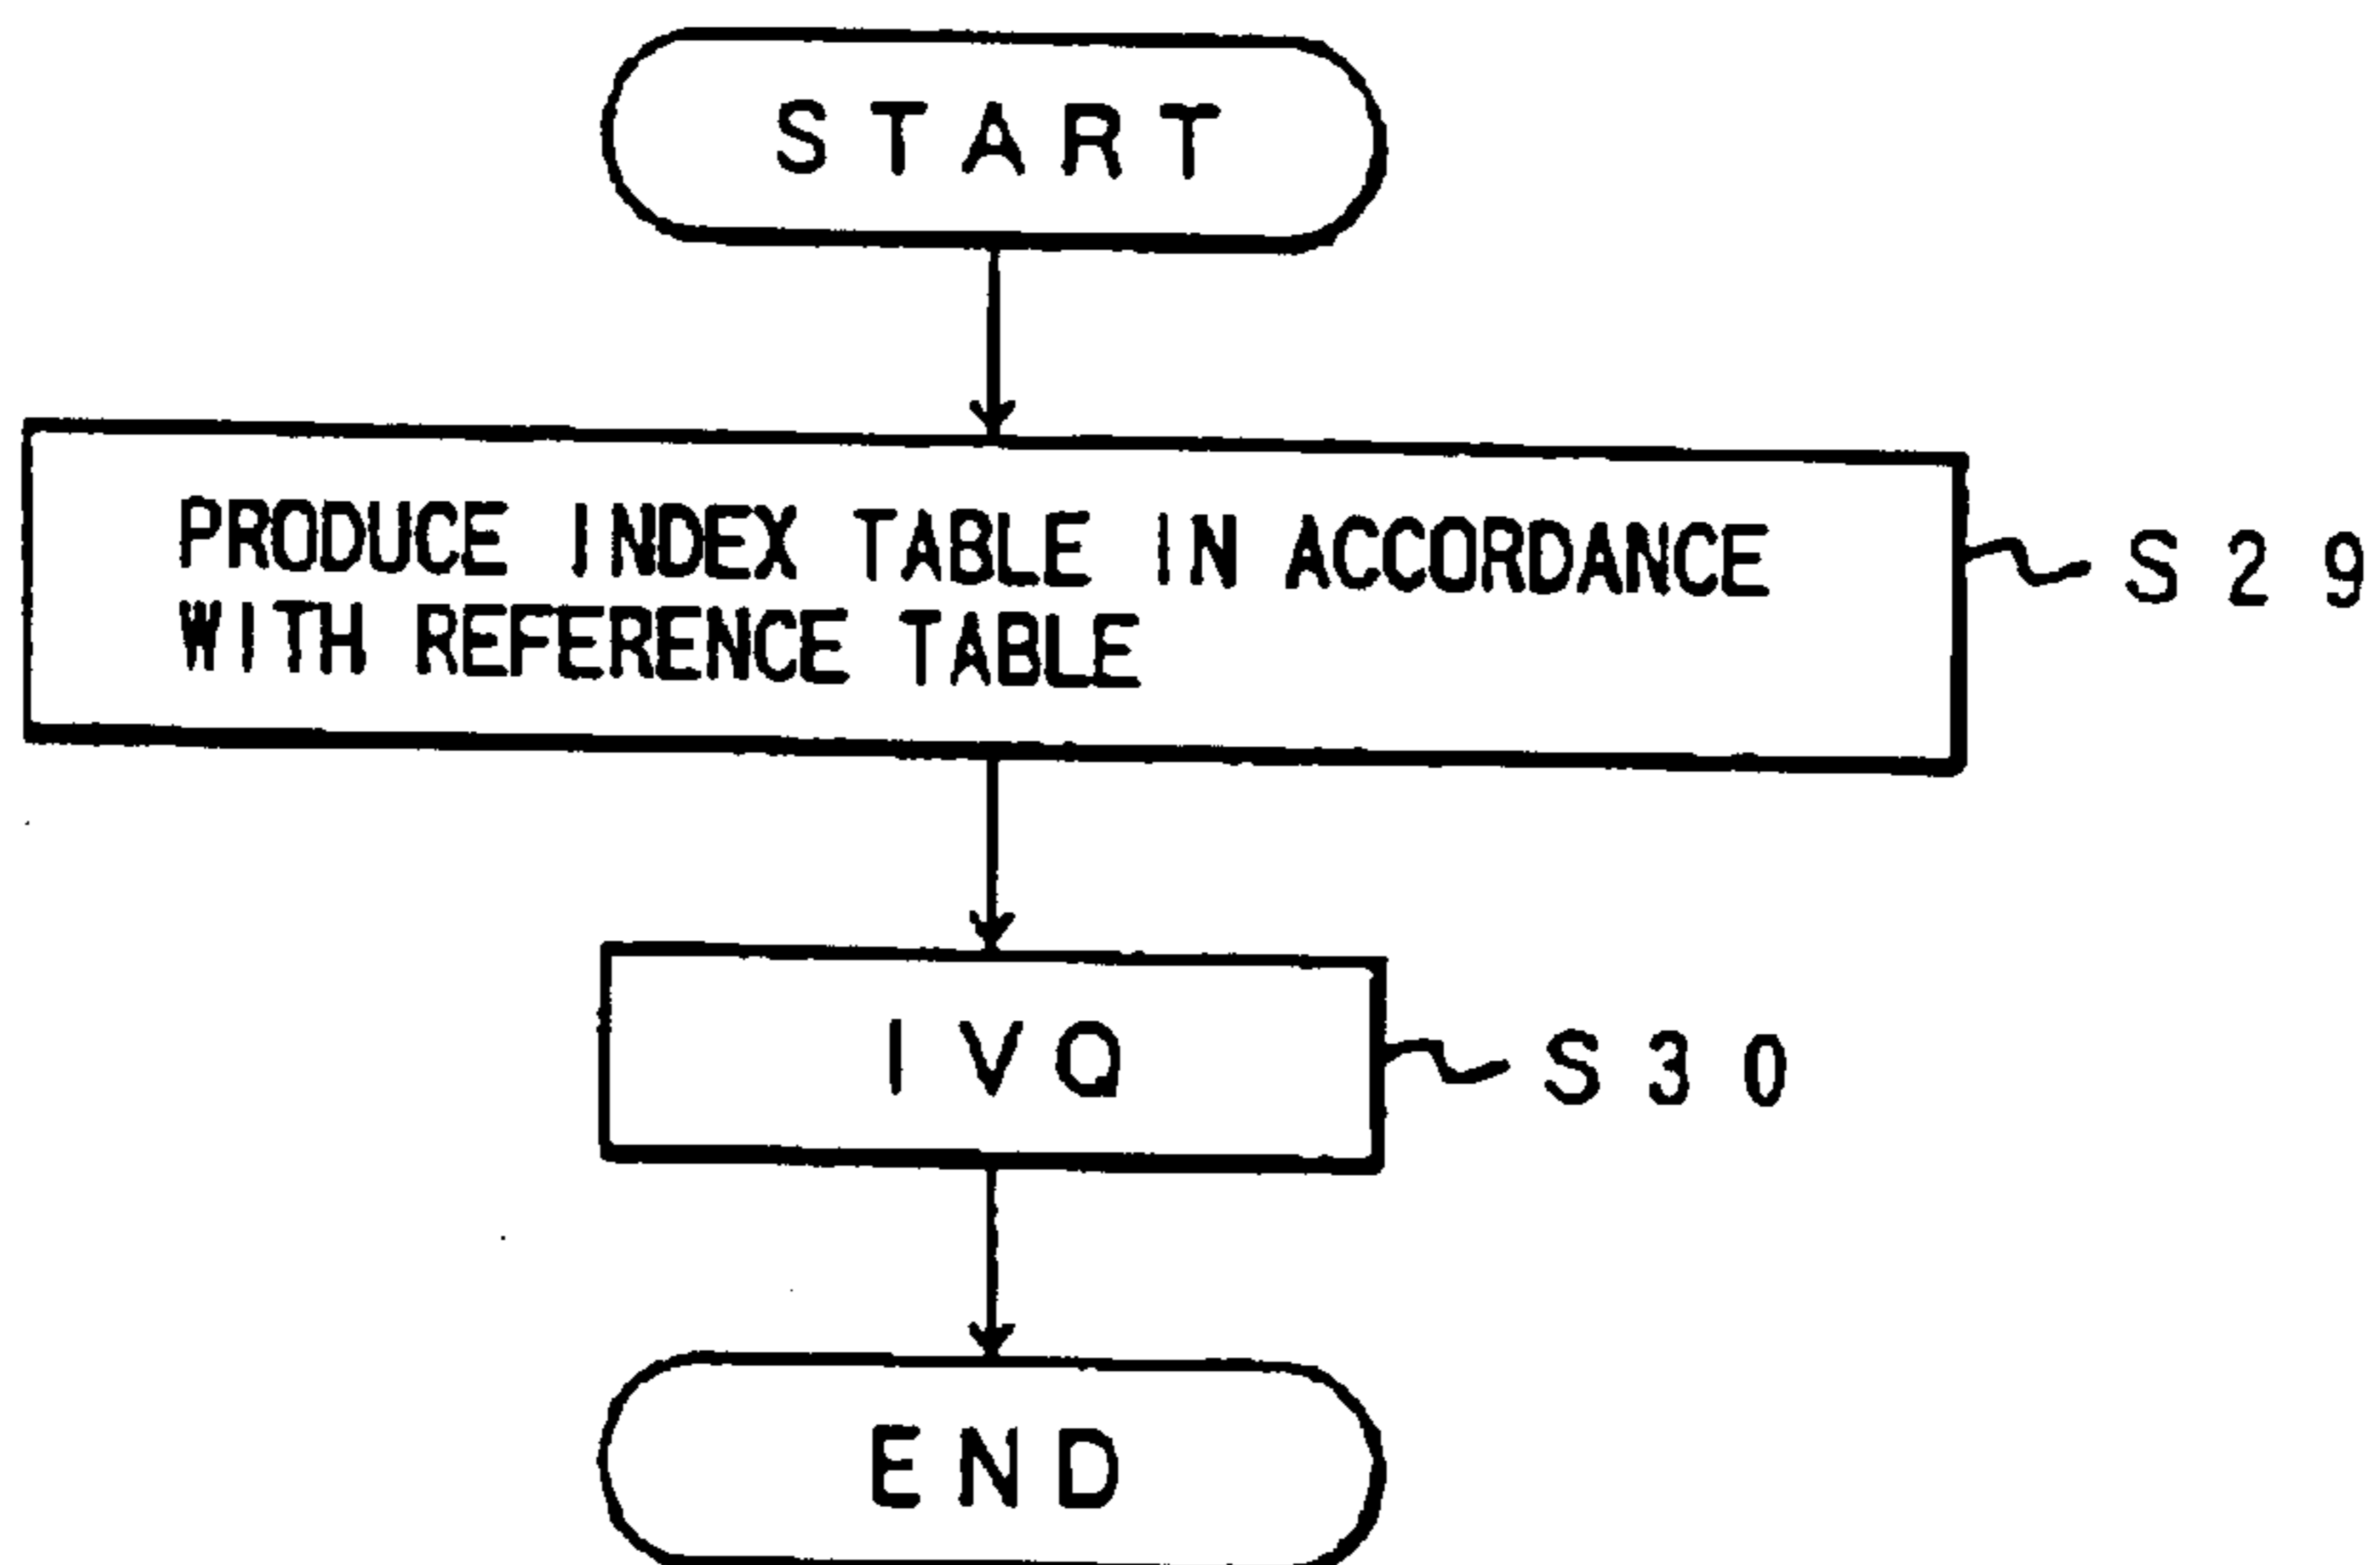 START
PRODUCE INDEX TABLE IN ACCORDANCE
WITH REFERENCE TABLE
S29
IVQ
S30
END